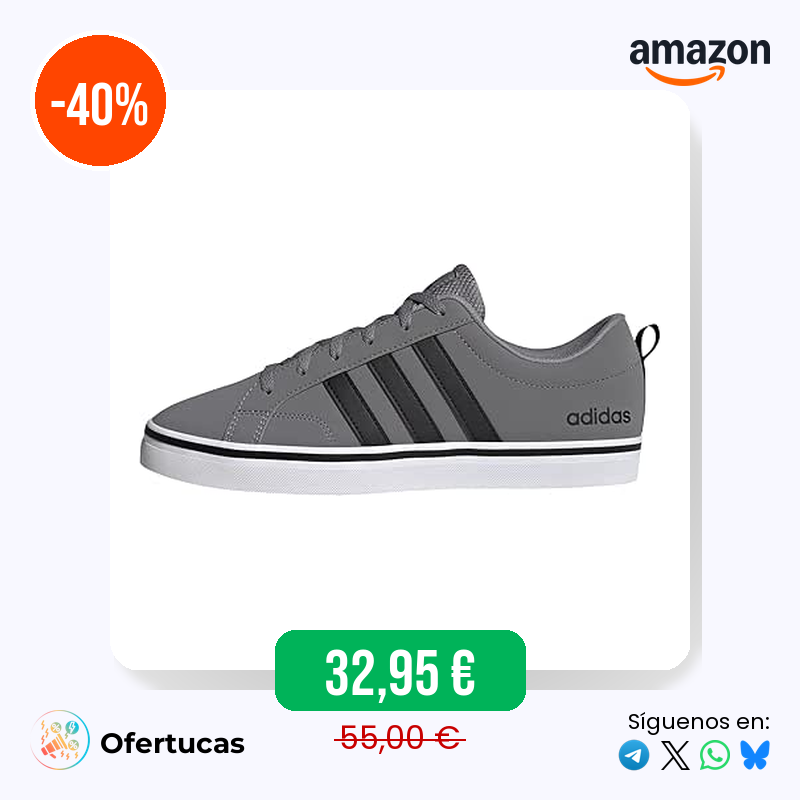 -40%
amazon
adidas
32,95 €
55,00 €
Ofertucas
Síguenos en: